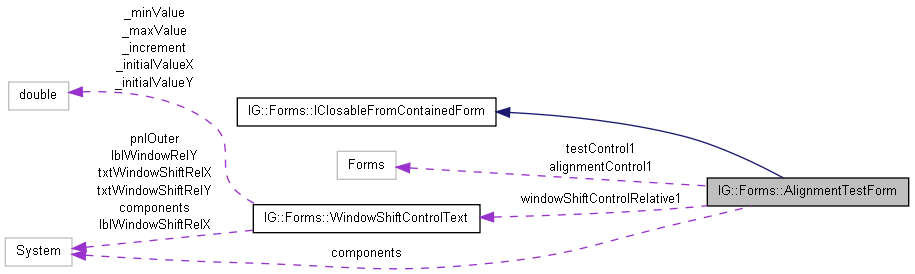 _minValue
_maxValue
_increment
_initialValueX
_initialValueY
double
IG::Forms::IClosableFromContainedForm
pnlOuter
lblWindowRelY
txtWindowShiftRelX
txtWindowShiftRelY
components
lblWindowShiftRelX
Forms
testControl1
alignmentControl1
IG::Forms::AlignmentTestForm
windowShiftControlRelative1
IG::Forms::WindowShiftControlText
System
components